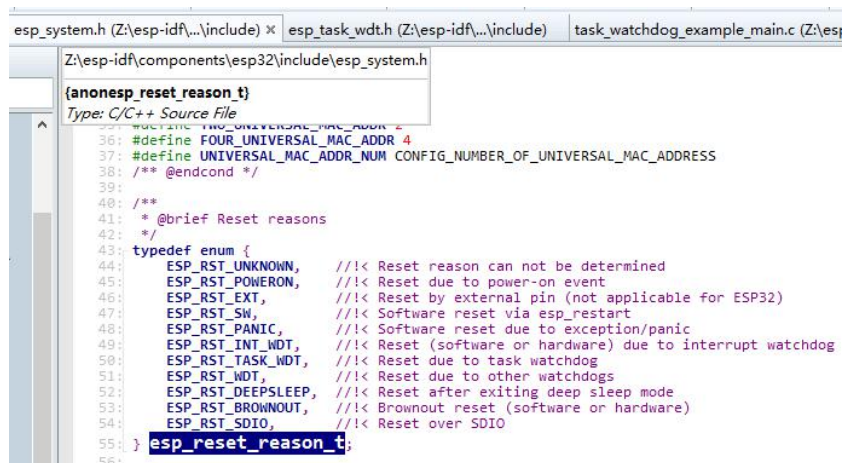 esp_system.h (Z:\esp-idf\...\include) × esp_task_wdt.h (Z:\esp-idf\...\include) task_watchdog_example_main.c (Z:\esp
Z:\esp-idf\components\esp32\include\esp_system.h
{anonesp_reset_reason_t}
Type: C/C++ Source File
35: #define TWO_UNIVERSAL_MAC_ADDR 2
36: #define FOUR_UNIVERSAL_MAC_ADDR 4
37: #define UNIVERSAL_MAC_ADDR_NUM CONFIG_NUMBER_OF_UNIVERSAL_MAC_ADDRESS
38: /** @endcond */
39:
40: /**
41: * @brief Reset reasons
42: */
43: typedef enum {
44: ESP_RST_UNKNOWN, //!< Reset reason can not be determined
45: ESP_RST_POWERON, //!< Reset due to power-on event
46: ESP_RST_EXT, //!< Reset by external pin (not applicable for ESP32)
47: ESP_RST_SW, //!< Software reset via esp_restart
48: ESP_RST_PANIC, //!< Software reset due to exception/panic
49: ESP_RST_INT_WDT, //!< Reset (software or hardware) due to interrupt watchdog
50: ESP_RST_TASK_WDT, //!< Reset due to task watchdog
51: ESP_RST_WDT, //!< Reset due to other watchdogs
52: ESP_RST_DEEPSLEEP, //!< Reset after exiting deep sleep mode
53: ESP_RST_BROWNOUT, //!< Brownout reset (software or hardware)
54: ESP_RST_SDIO, //!< Reset over SDIO
55: } esp_reset_reason_t;
56: